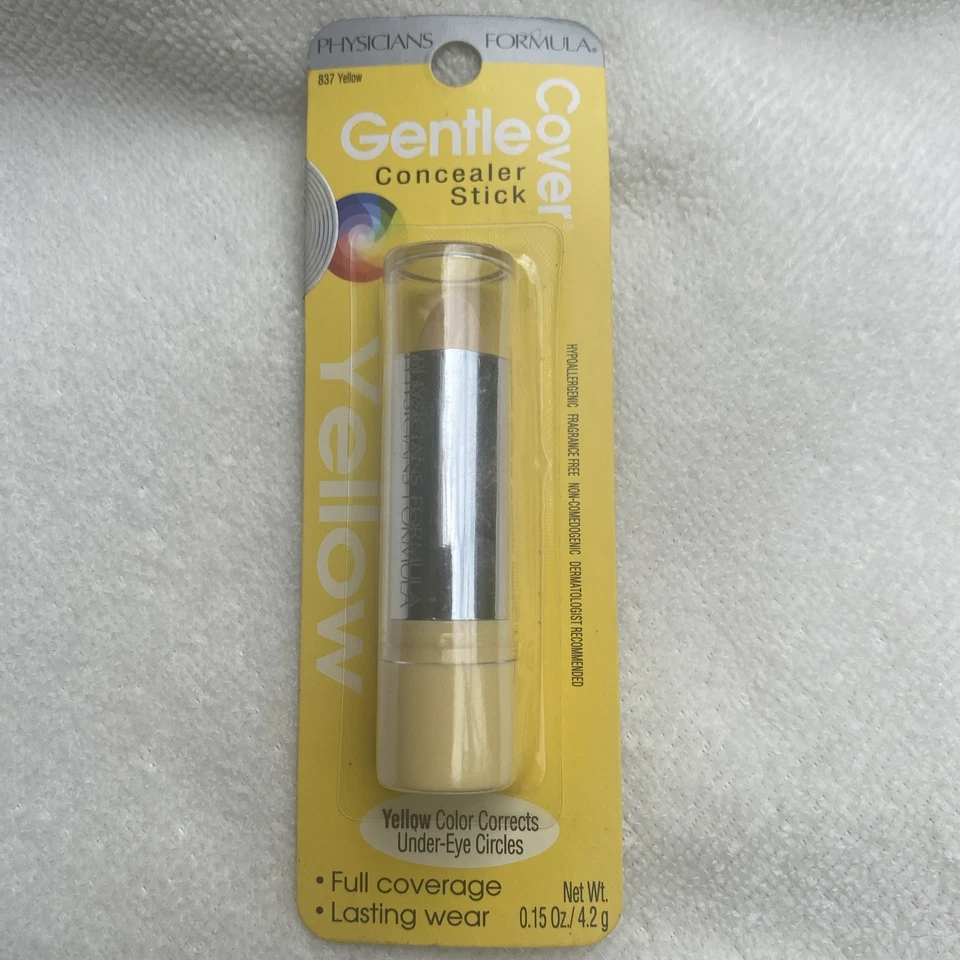 PHYSICIANS FORMULA®
837 Yellow
Gentle Cover®
Concealer
Stick
Yellow
PHYSICIANS FORMULA
HYPOALLERGENIC FRAGRANCE FREE NON-COMEDOGENIC DERMATOLOGIST RECOMMENDED
Yellow Color Corrects
Under-Eye Circles
• Full coverage
• Lasting wear
Net Wt.
0.15 Oz./ 4.2 g